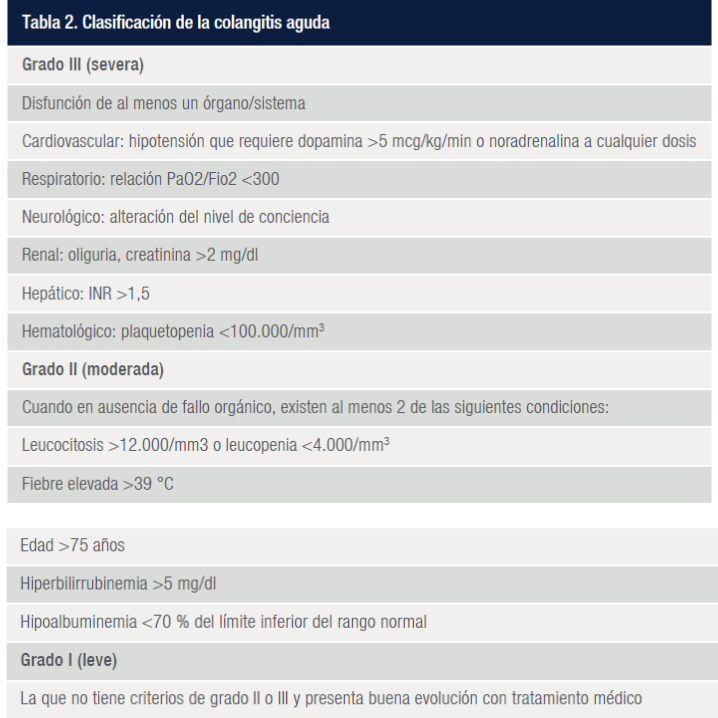 Tabla 2. Clasificación de la colangitis aguda
Grado III (severa)
Disfunción de al menos un órgano/sistema
Cardiovascular: hipotensión que requiere dopamina >5 mcg/kg/min o noradrenalina a cualquier dosis
Respiratorio: relación PaO2/Fio2 <300
Neurológico: alteración del nivel de conciencia
Renal: oliguria, creatinina >2 mg/dl
Hepático: INR >1,5
Hematológico: plaquetopenia <100.000/mm³
Grado II (moderada)
Cuando en ausencia de fallo orgánico, existen al menos 2 de las siguientes condiciones:
Leucocitosis >12.000/mm3 o leucopenia <4.000/mm³
Fiebre elevada >39 °C
Edad >75 años
Hiperbilirrubinemia >5 mg/dl
Hipoalbuminemia <70 % del límite inferior del rango normal
Grado I (leve)
La que no tiene criterios de grado II o III y presenta buena evolución con tratamiento médico